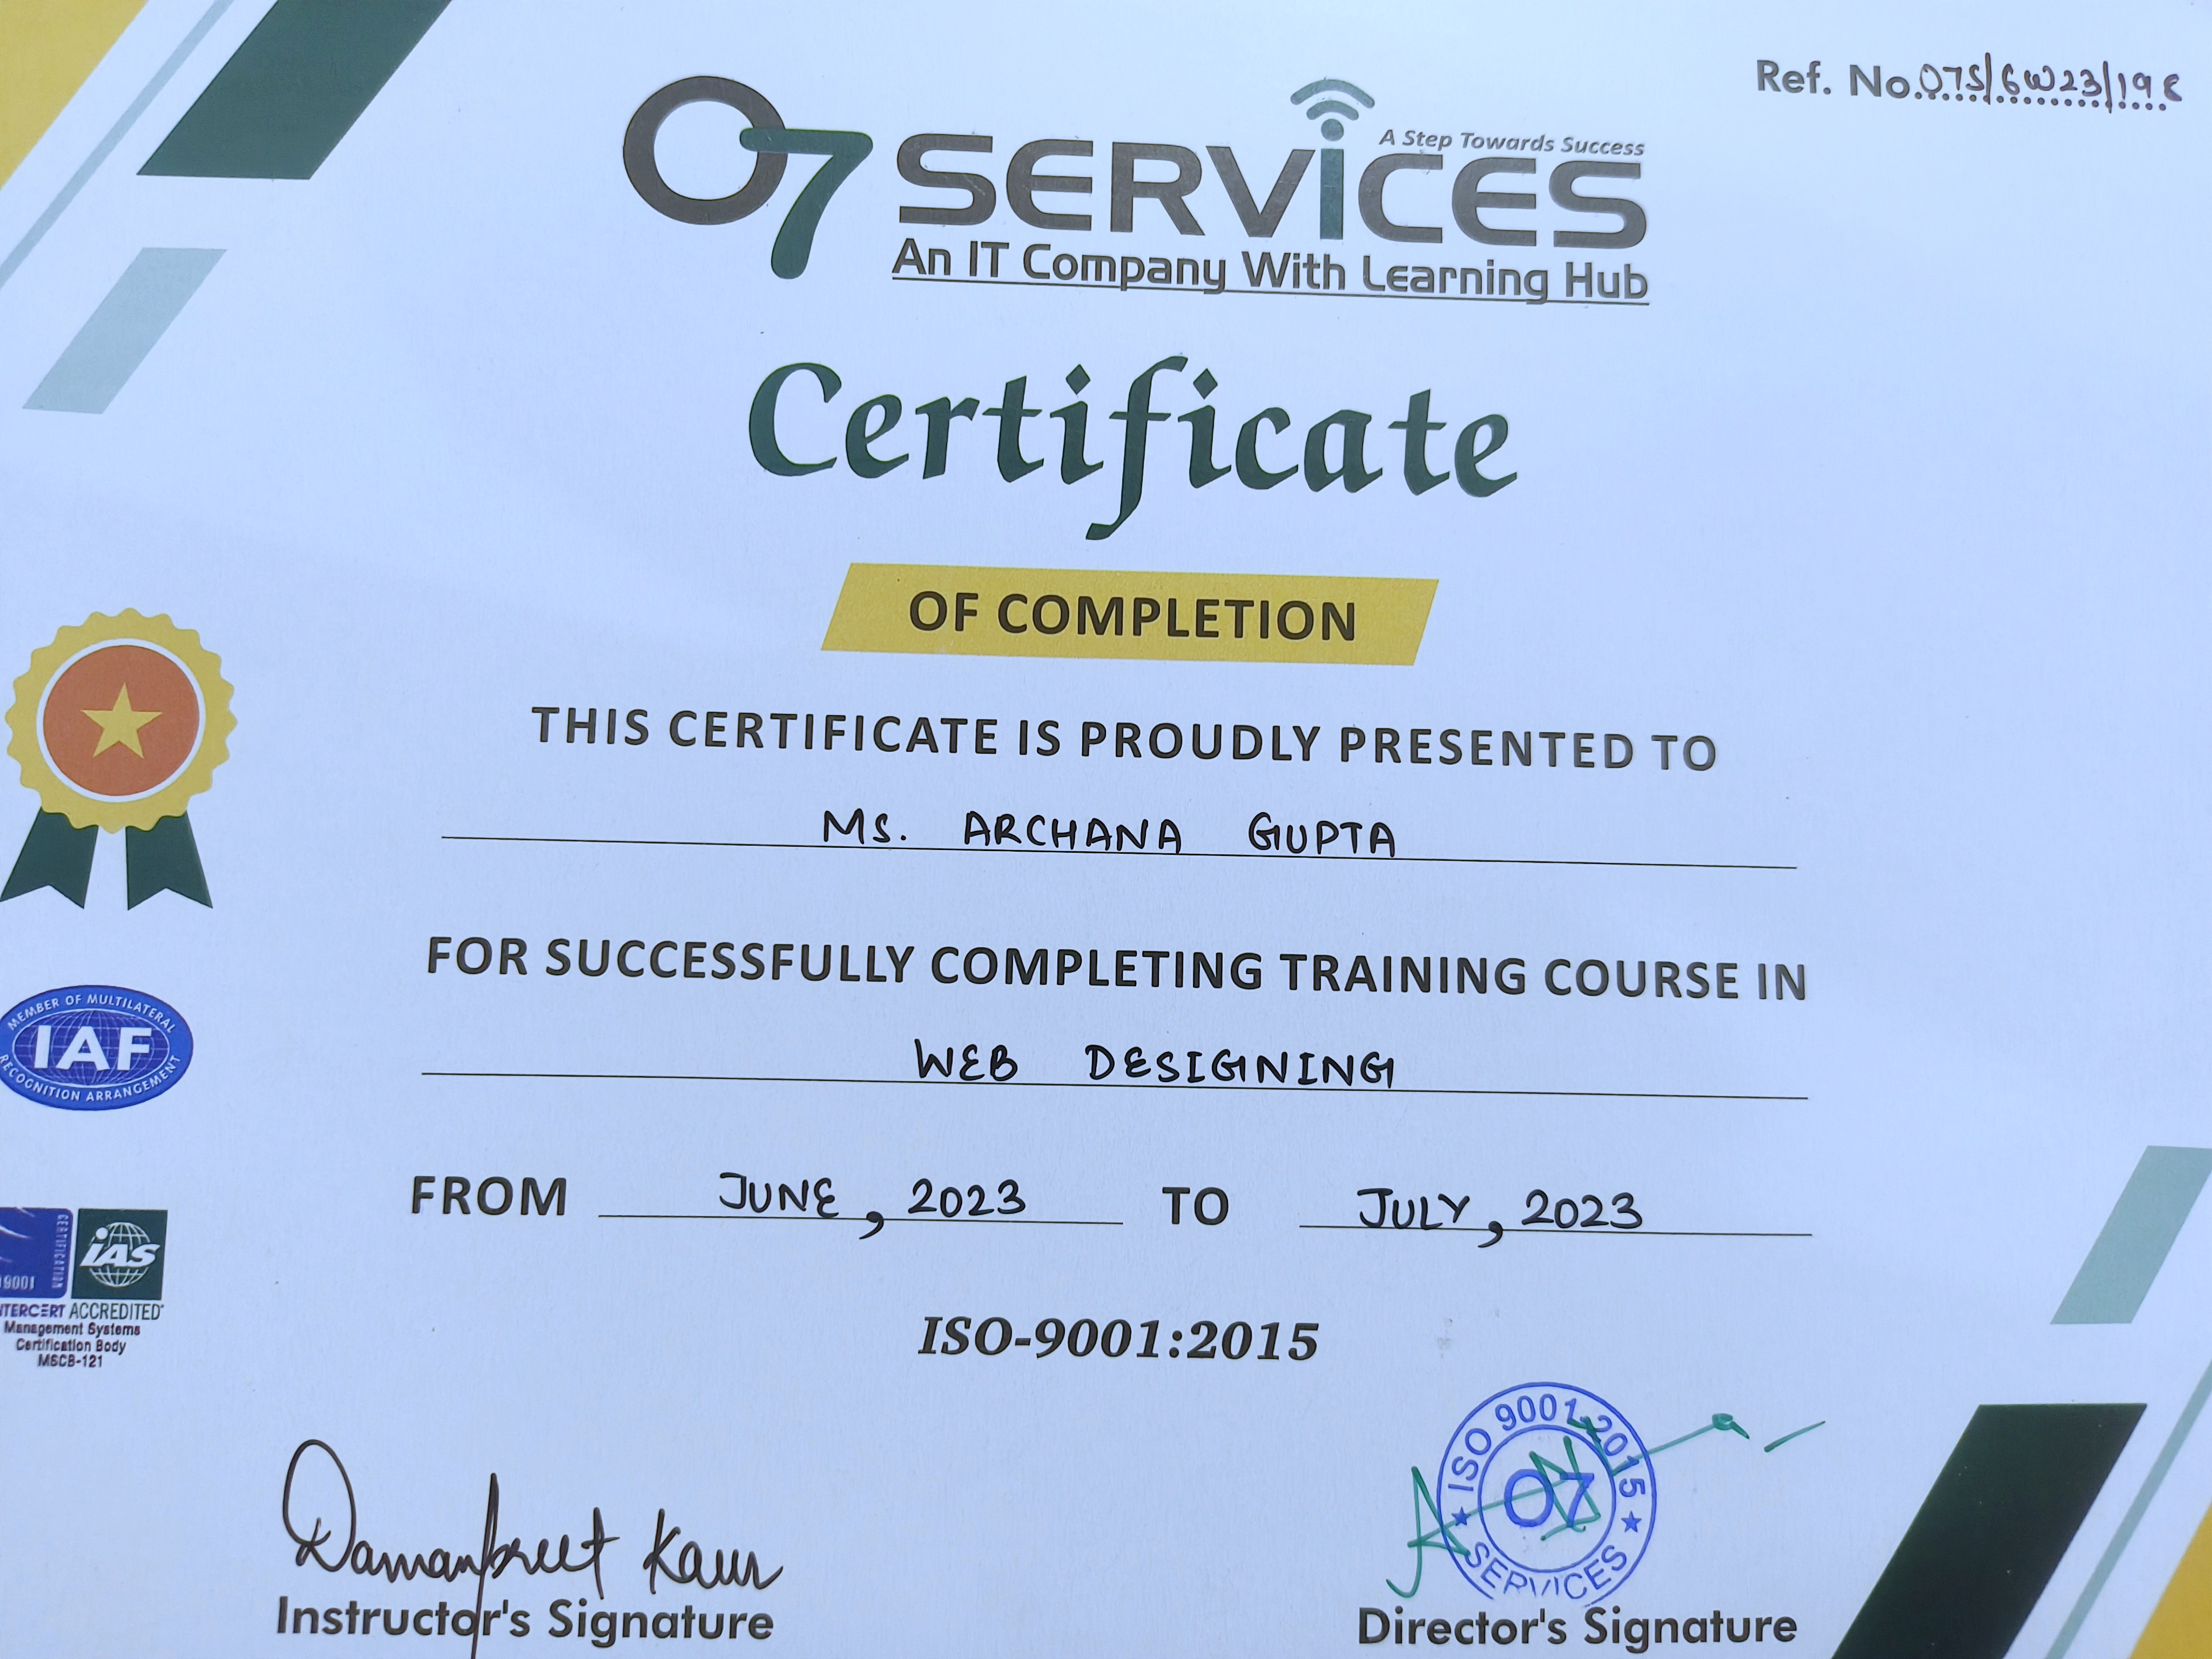 Ref. No. O7S/6W23/198
O7 SERViCES
A Step Towards Success
An IT Company With Learning Hub
Certificate
OF COMPLETION
THIS CERTIFICATE IS PROUDLY PRESENTED TO
MS. ARCHANA GUPTA
FOR SUCCESSFULLY COMPLETING TRAINING COURSE IN
WEB DESIGNING
MEMBER OF MULTILATERAL
IAF
RECOGNITION ARRANGEMENT
FROM JUNE, 2023 TO JULY, 2023
CERTIFICATION
iAS
9001
ACCREDITED
Management Systems
Certification Body
MSCB-121
ISO-9001:2015
ISO 9001:2015
O7
SERVICES
Damanpreet Kaur
Instructor's Signature
Director's Signature